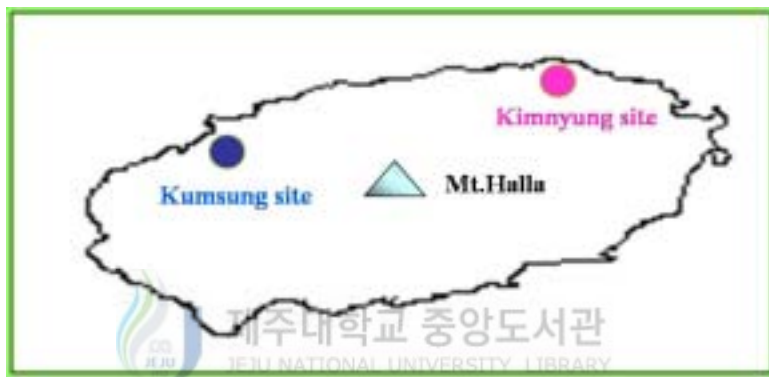 Kimnyung site
Kumsung site
Mt.Halla
제주대학교 중앙도서관
JEJU
JEJU NATIONAL UNIVERSITY LIBRARY